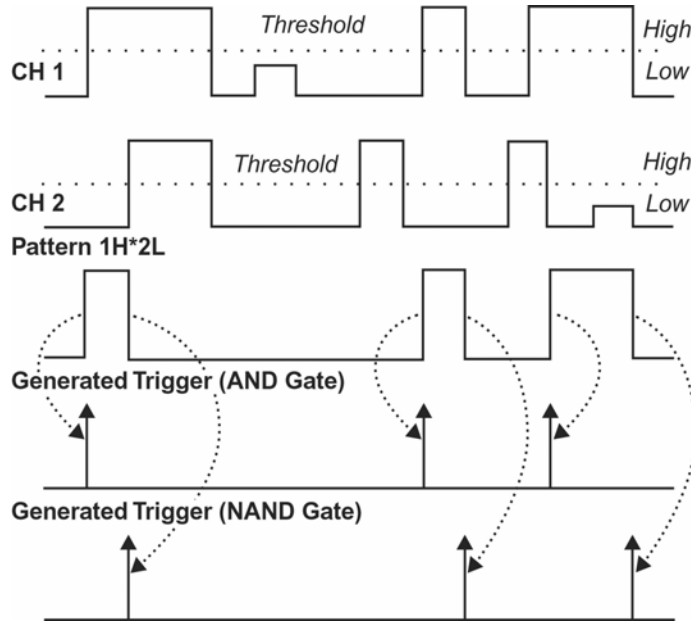 Threshold
High
CH 1
Low
Threshold
High
CH 2
Low
Pattern 1H*2L
Generated Trigger (AND Gate)
Generated Trigger (NAND Gate)